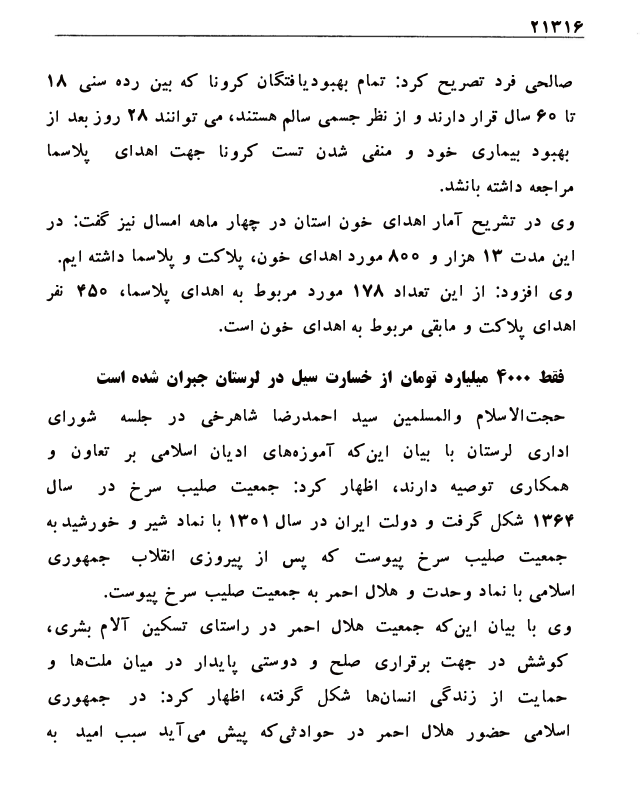 ۲۱۳۱۶
صالحی فرد تصریح کرد: تمام بهبودیافتگان کرونا که بین رده سنی ۱۸
تا ۶۰ سال قرار دارند و از نظر جسمی سالم هستند، می توانند ۲۸ روز بعد از
بهبود بیماری خود و منفی شدن تست کرونا جهت اهدای پلاسما
مراجعه داشته بانشد.
وی در تشریح آمار اهدای خون استان در چهار ماهه امسال نیز گفت: در
این مدت ۱۳ هزار و ۸۰۰ مورد اهدای خون، پلاکت و پلاسما داشته ایم.
وی افزود: از این تعداد ۱۷۸ مورد مربوط به اهدای پلاسما، ۴۵۰ نفر
اهدای پلاکت و مابقی مربوط به اهدای خون است.
فقط ۴۰۰۰ میلیارد تومان از خسارت سیل در لرستان جبران شده است
حجت‌الاسلام والمسلمین سید احمدرضا شاهرخی در جلسه شورای
اداری لرستان با بیان این‌که آموزه‌های ادیان اسلامی بر تعاون و
همکاری توصیه دارند، اظهار کرد: جمعیت صلیب سرخ در سال
۱۳۶۴ شکل گرفت و دولت ایران در سال ۱۳۰۱ با نماد شیر و خورشید به
جمعیت صلیب سرخ پیوست که پس از پیروزی انقلاب جمهوری
اسلامی با نماد وحدت و هلال احمر به جمعیت صلیب سرخ پیوست.
وی با بیان این‌که جمعیت هلال احمر در راستای تسکین آلام بشری،
کوشش در جهت برقراری صلح و دوستی پایدار در میان ملت‌ها و
حمایت از زندگی انسان‌ها شکل گرفته، اظهار کرد: در جمهوری
اسلامی حضور هلال احمر در حوادثی‌که پیش می‌آید سبب امید به